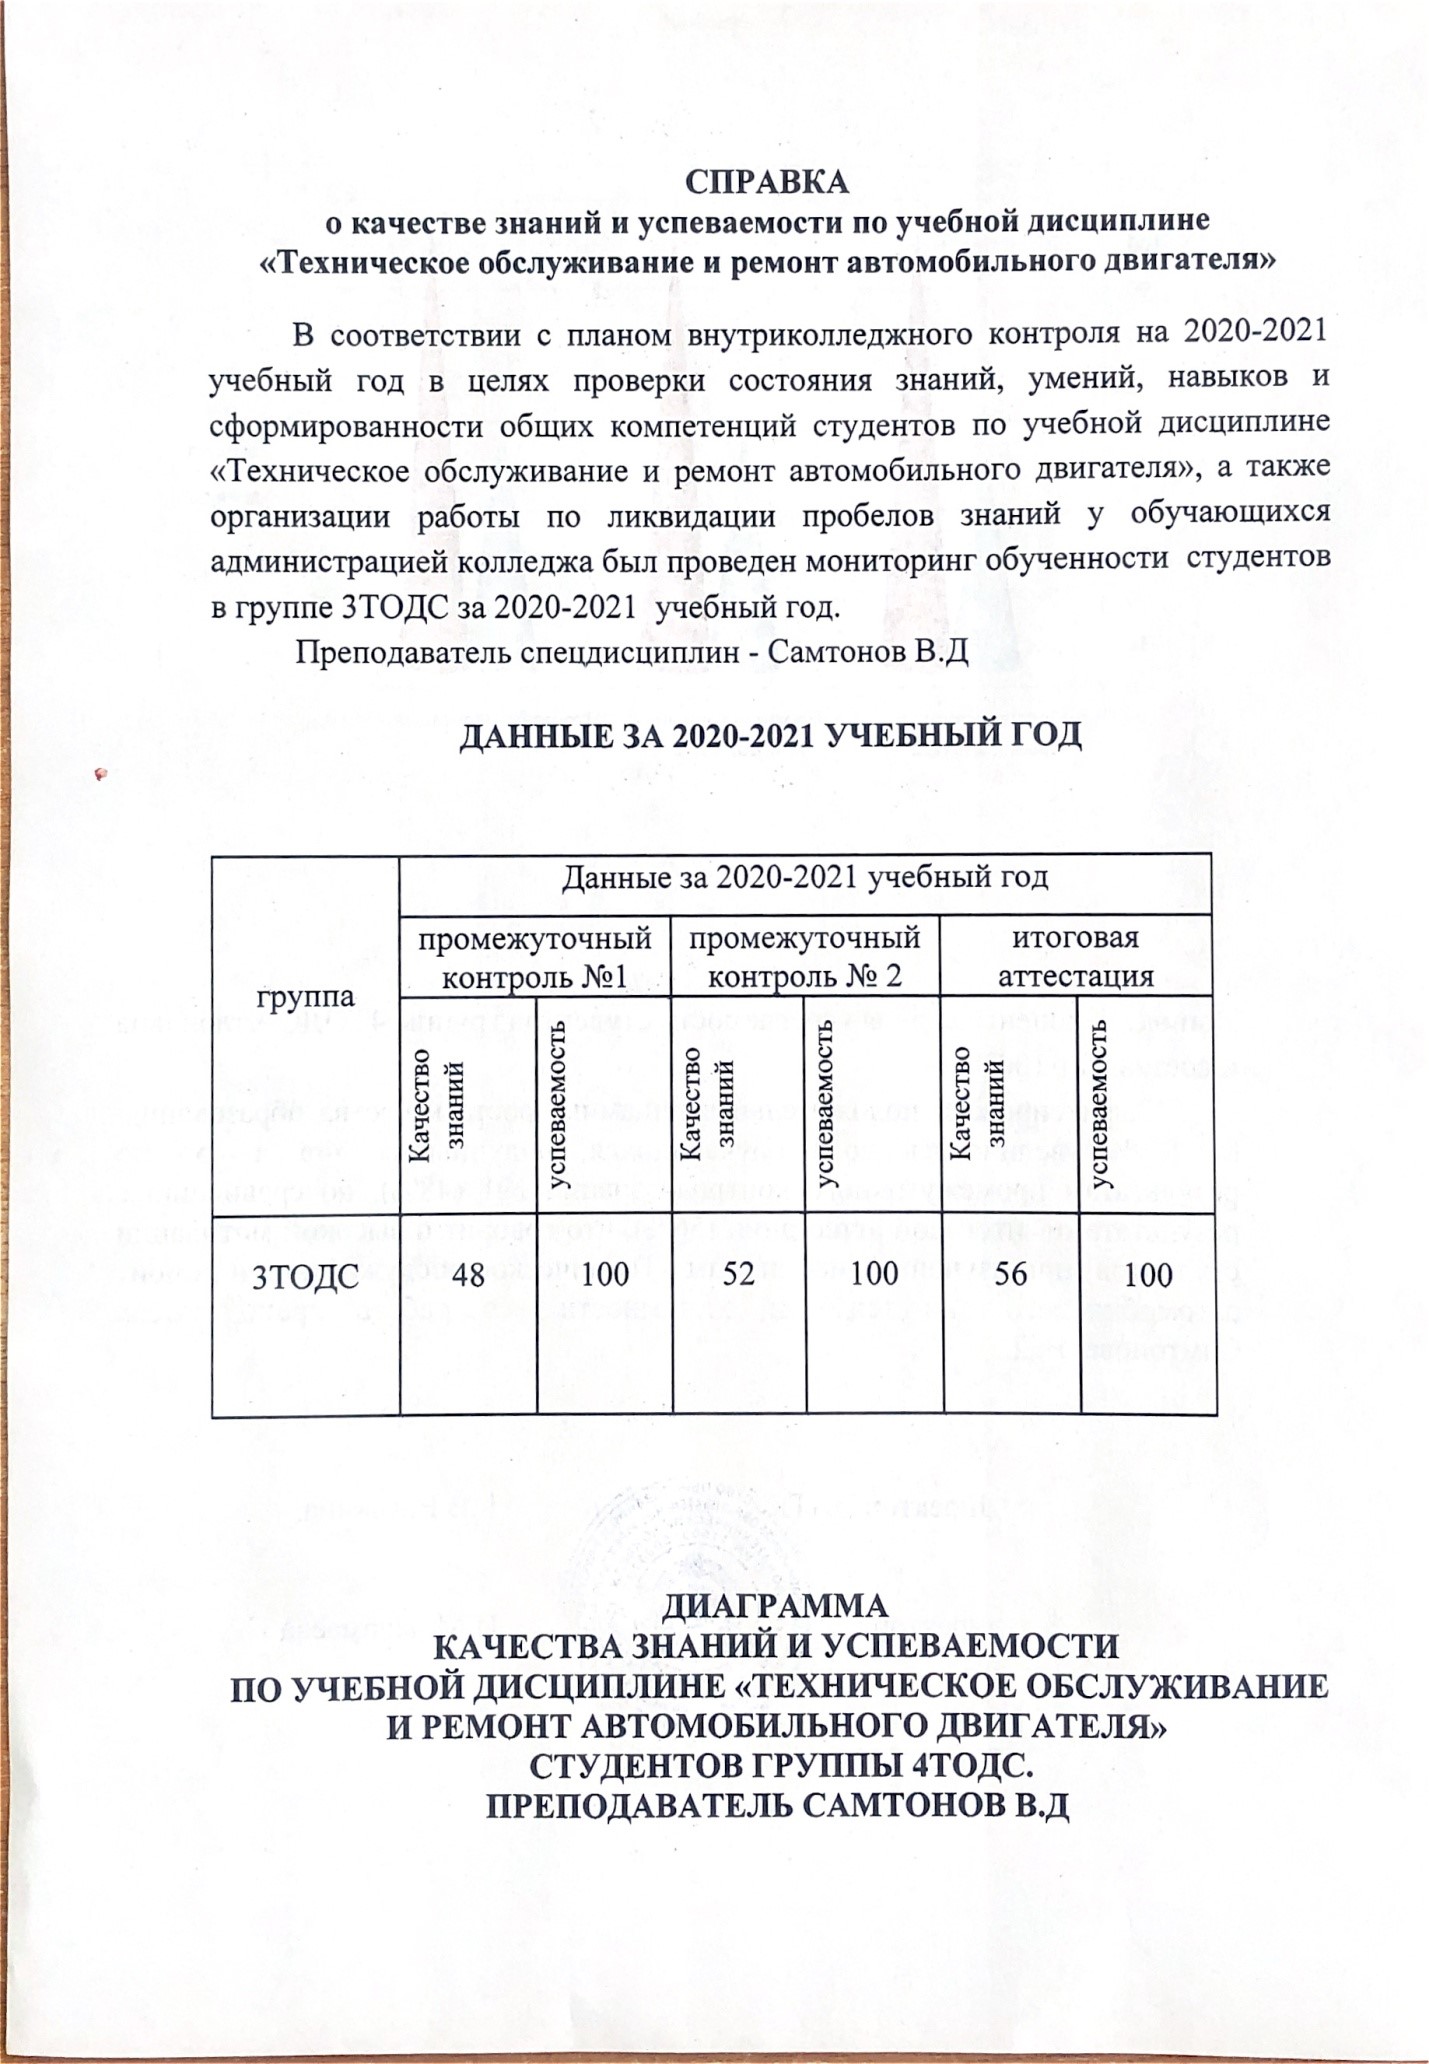 СПРАВКА
о качестве знаний и успеваемости по учебной дисциплине
«Техническое обслуживание и ремонт автомобильного двигателя»
В соответствии с планом внутриколледжного контроля на 2020-2021
учебный год в целях проверки состояния знаний, умений, навыков и
сформированности общих компетенций студентов по учебной дисциплине
«Техническое обслуживание и ремонт автомобильного двигателя», а также
организации работы по ликвидации пробелов знаний у обучающихся
администрацией колледжа был проведен мониторинг обученности студентов
в группе 3ТОДС за 2020-2021 учебный год.
Преподаватель спецдисциплин - Самтонов В.Д
ДАННЫЕ ЗА 2020-2021 УЧЕБНЫЙ ГОД
группа
Данные за 2020-2021 учебный год
промежуточный
контроль №1
промежуточный
контроль № 2
итоговая
аттестация
Качество
знаний
успеваемость
Качество
знаний
успеваемость
Качество
знаний
успеваемость
3ТОДС 48 100 52 100 56 100
ДИАГРАММА
КАЧЕСТВА ЗНАНИЙ И УСПЕВАЕМОСТИ
ПО УЧЕБНОЙ ДИСЦИПЛИНЕ «ТЕХНИЧЕСКОЕ ОБСЛУЖИВАНИЕ
И РЕМОНТ АВТОМОБИЛЬНОГО ДВИГАТЕЛЯ»
СТУДЕНТОВ ГРУППЫ 4ТОДС.
ПРЕПОДАВАТЕЛЬ САМТОНОВ В.Д